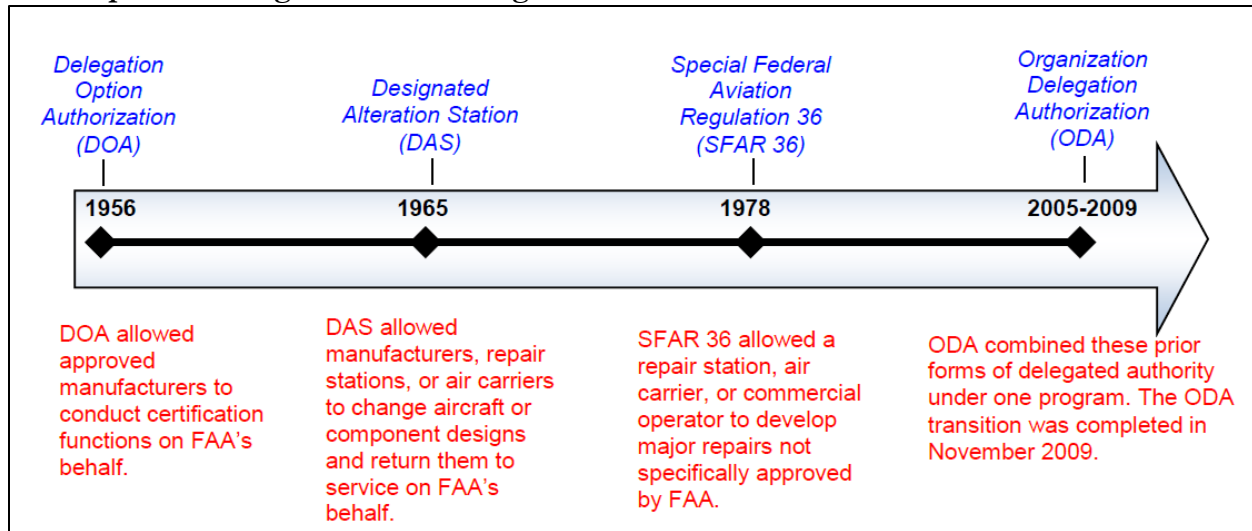 Delegation
Option
Authorization
(DOA)
Designated
Alteration Station
(DAS)
Special Federal
Aviation
Regulation 36
(SFAR 36)
Organization
Delegation
Authorization
(ODA)
1956
1965
1978
2005-2009
DOA allowed
approved
manufacturers to
conduct certification
functions on FAA's
behalf.
DAS allowed
manufacturers, repair
stations, or air carriers
to change aircraft or
component designs
and return them to
service on FAA's
behalf.
SFAR 36 allowed a
repair station, air
carrier, or commercial
operator to develop
major repairs not
specifically approved
by FAA.
ODA combined these prior
forms of delegated authority
under one program. The ODA
transition was completed in
November 2009.